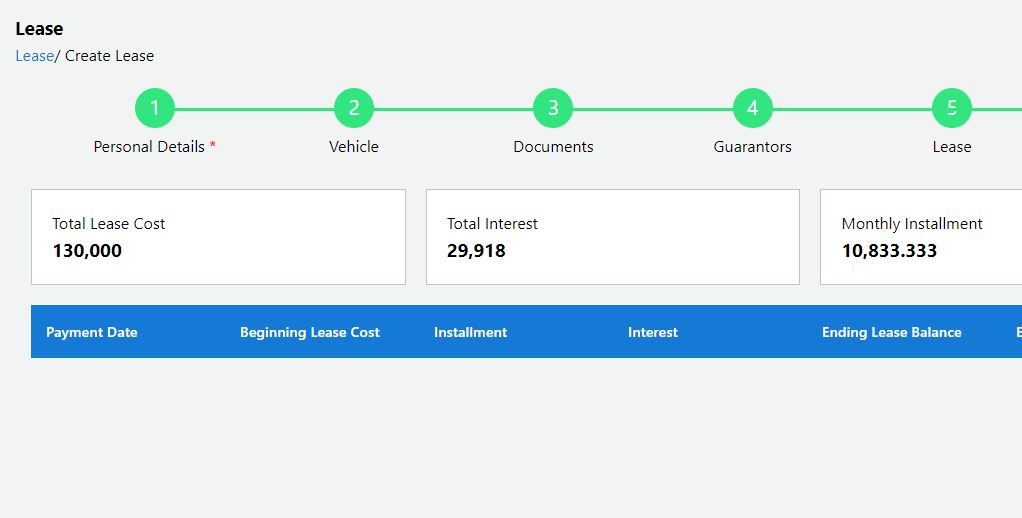 Lease
Lease/ Create Lease
1 2 3 4 5
Personal Details * Vehicle Documents Guarantors Lease
Total Lease Cost Total Interest Monthly Installment
130,000 29,918 10,833.333
Payment Date Beginning Lease Cost Installment Interest Ending Lease Balance